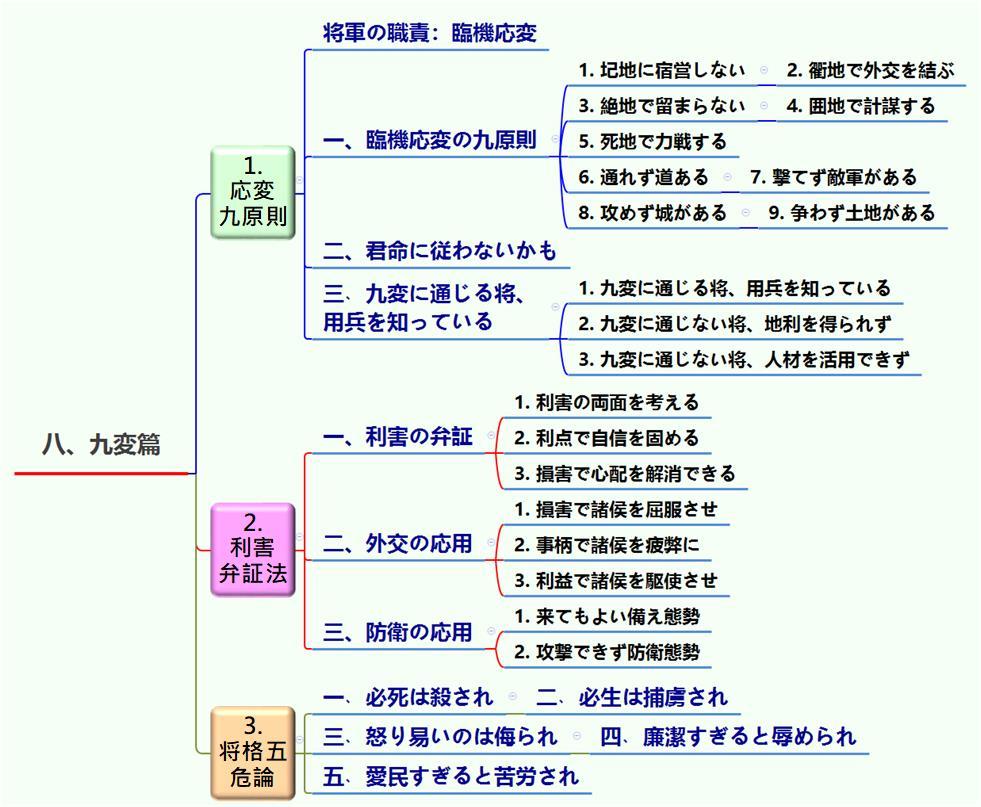 八、九変篇
1.
応変
九原則
将軍の職責：臨機応変
一、臨機応変の九原則
1. 圮地に宿営しない
2. 衢地で外交を結ぶ
3. 絶地で留まらない
4. 囲地で計謀する
5. 死地で力戦する
6. 通れず道ある
7. 撃てず敵軍がある
8. 攻めず城がある
9. 争わず土地がある
二、君命に従わないかも
三、九変に通じる将、
用兵を知っている
1. 九変に通じる将、用兵を知っている
2. 九変に通じない将、地利を得られず
3. 九変に通じない将、人材を活用できず
2.
利害
弁証法
一、利害の弁証
1. 利害の両面を考える
2. 利点で自信を固める
3. 損害で心配を解消できる
二、外交の応用
1. 損害で諸侯を屈服させ
2. 事柄で諸侯を疲弊に
3. 利益で諸侯を駆使させ
三、防衛の応用
1. 来てもよい備え態勢
2. 攻撃できず防衛態勢
3.
将格五
危論
一、必死は殺され
二、必生は捕虜され
三、怒り易いのは侮られ
四、廉潔すぎると辱められ
五、愛民すぎると苦労され